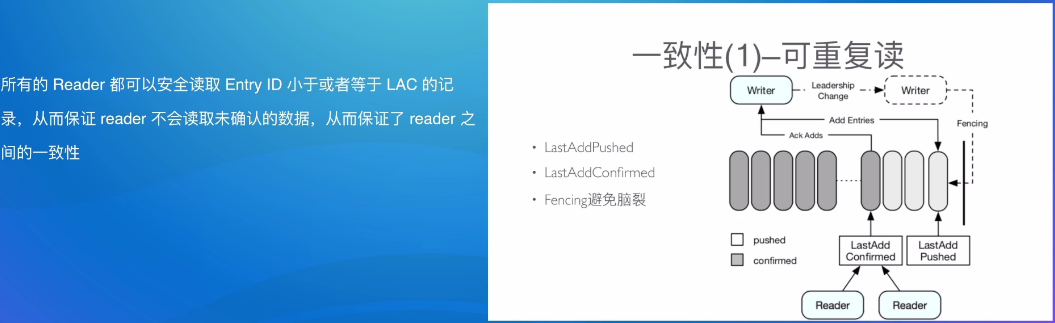 所有的 Reader 都可以安全读取 Entry ID 小于或者等于 LAC 的记
录，从而保证 reader 不会读取未确认的数据，从而保证了 reader 之
间的一致性
一致性(1)–可重复读
• LastAddPushed
• LastAddConfirmed
• Fencing避免脑裂
Writer
Leadership
Change
Writer
Add Entries
Ack Adds
Fencing
pushed
confirmed
LastAdd
Confirmed
LastAdd
Pushed
Reader
Reader